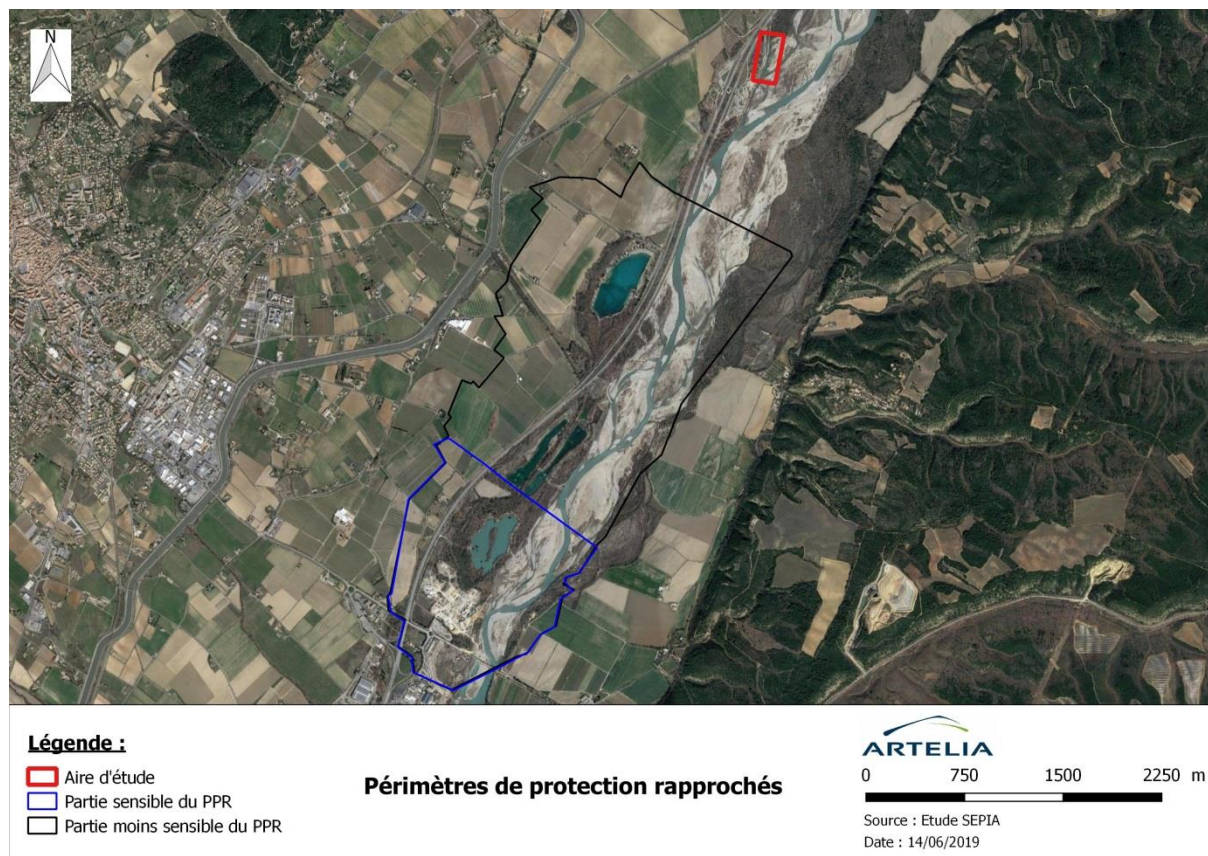 N
Légende :
Aire d'étude
Partie sensible du PPR
Partie moins sensible du PPR
Périmètres de protection rapprochés
ARTELIA
0 750 1500 2250 m
Source : Etude SEPIA
Date : 14/06/2019